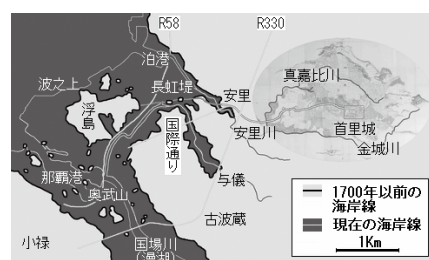 R58
R330
泊港
波之上
長虹堤
安里
真嘉比川
浮島
国際通り
安里川
首里城
金城川
那覇港
与儀
奥武山
古波蔵
小禄
国場川
(漫湖)
1700年以前の
海岸線
現在の海岸線
1Km